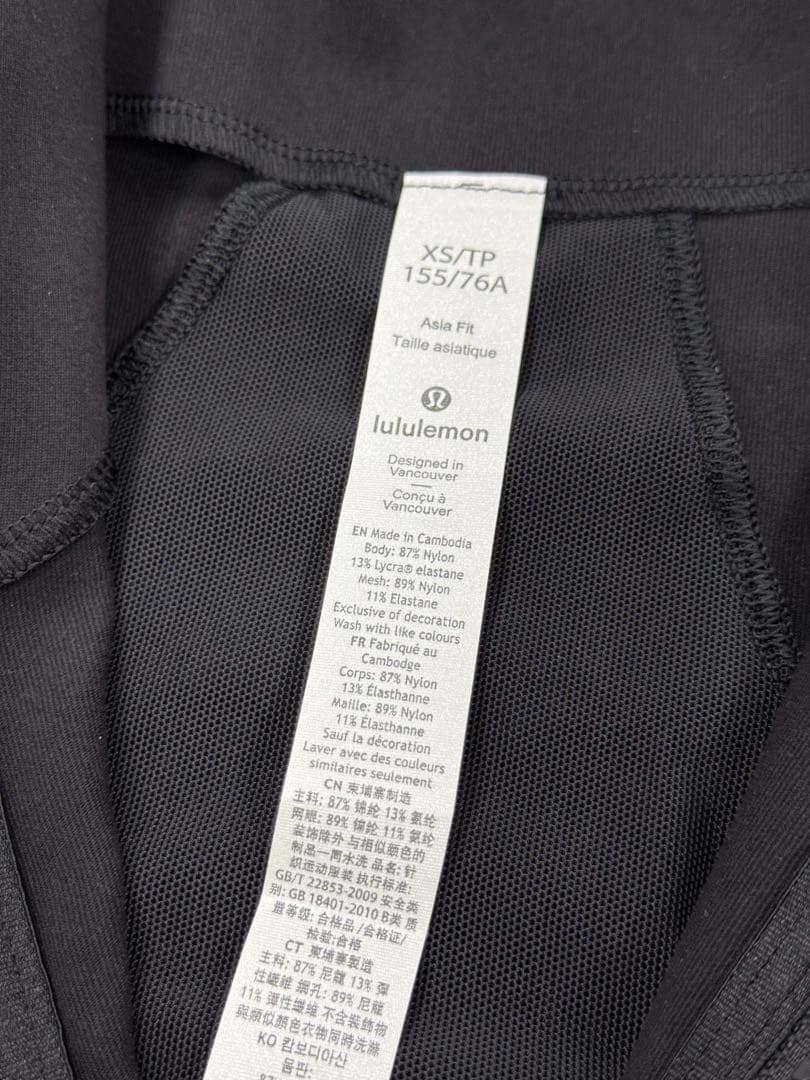 XS/TP
155/76A
Asia Fit
Taille asiatique
lululemon
Designed in
Vancouver
Conçu à
Vancouver
EN Made in Cambodia
Body: 87% Nylon
13% Lycra® elastane
Mesh: 89% Nylon
11% Elastane
Exclusive of decoration
Wash with like colours
FR Fabriqué au
Cambodge
Corps: 87% Nylon
13% Élasthanne
Maille: 89% Nylon
11% Élasthanne
Sauf la décoration
Laver avec des couleurs
similaires seulement
CN 柬埔寨制造
主料: 87% 锦纶 13% 氨纶
网眼: 89% 锦纶 11% 氨纶
装饰除外 与相似颜色的
制品一同水洗 品名: 针
织运动服装 执行标准:
GB/T 22853-2009 安全类
别: GB 18401-2010 B类 质
量等级: 合格品 /合格证/
检验:合格
CT 柬埔寨製造
主料: 87% 尼龍 13% 彈
性纖維 網孔: 89% 尼龍
11% 彈性纖維 不含裝飾物
與類似顏色衣物同時洗滌
KO 캄보디아산
몸판: